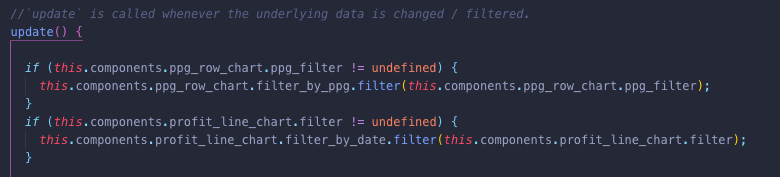 //`update` is called whenever the underlying data is changed / filtered.
update() {
if (this.components.ppg_row_chart.ppg_filter != undefined) {
this.components.ppg_row_chart.filter_by_ppg.filter(this.components.ppg_row_chart.ppg_filter);
}
if (this.components.profit_line_chart.filter != undefined) {
this.components.profit_line_chart.filter_by_date.filter(this.components.profit_line_chart.filter);
}